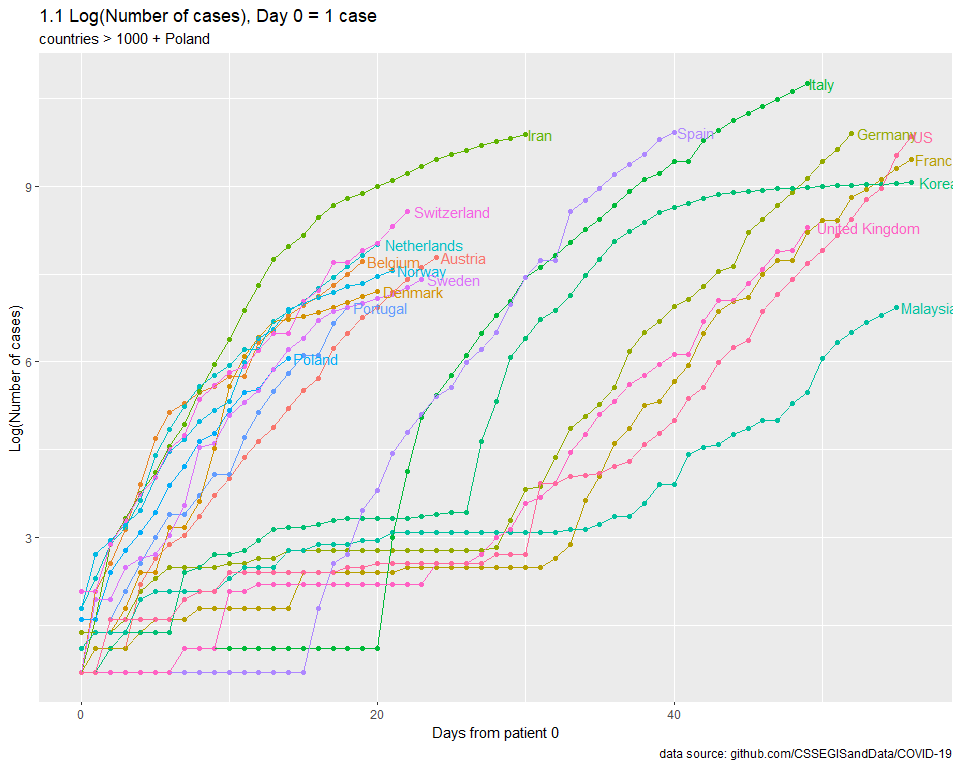 1.1 Log(Number of cases), Day 0 = 1 case
countries > 1000 + Poland
Italy
Iran
Spain
Germany
US
Franc
Korea
Switzerland
United Kingdom
Netherlands
Belgium
Austria
Norway
Sweden
Denmark
Portugal
Malaysia
Poland
9
6
3
Log(Number of cases)
0
20
40
Days from patient 0
data source: github.com/CSSEGISandData/COVID-19